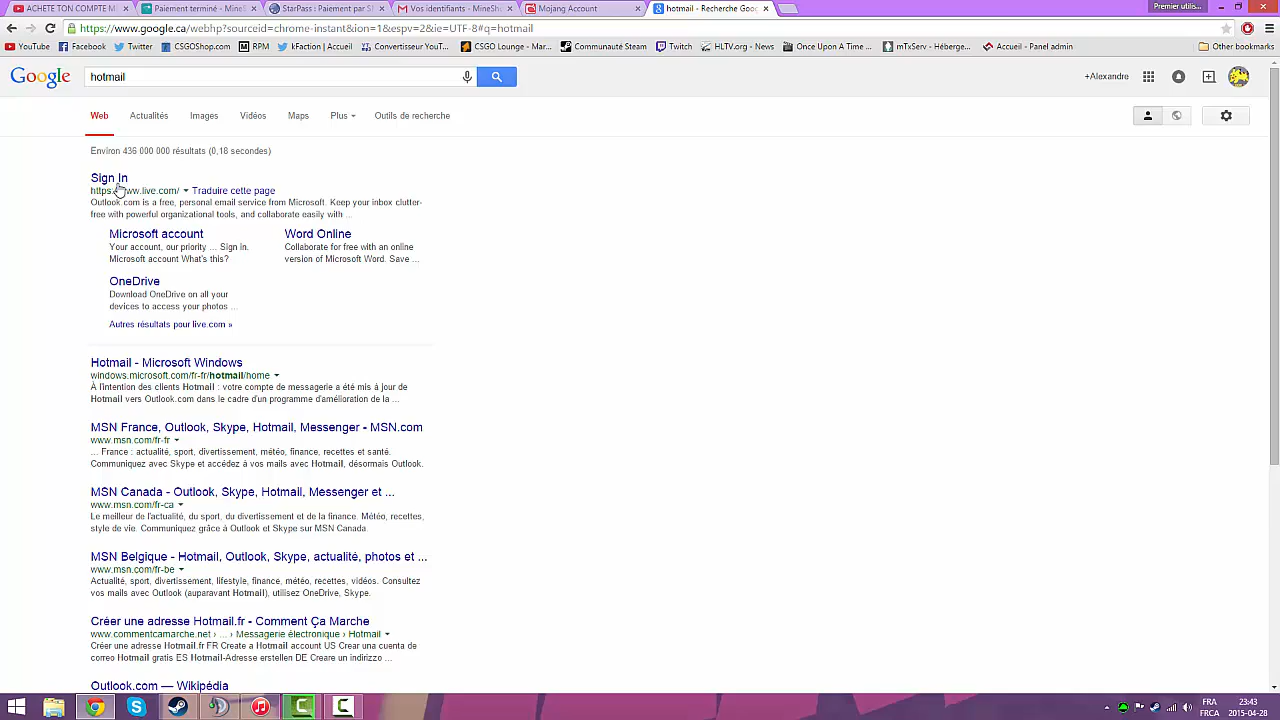 ACHETE TON COMPTE M
Paiement terminé - MineS
StarPass : Paiement par S
Vos identifiants - MineSh
Mojang Account
hotmail - Recherche Goog
Premier utilis...
https://www.google.ca/webhp?sourceid=chrome-instant&ion=1&espv=2&ie=UTF-8#q=hotmail
YouTube
Facebook
Twitter
CSGOShop.com
RPM
kFaction | Accueil
Convertisseur YouT...
CSGO Lounge - Mar...
Communauté Steam
Twitch
HLTV.org - News
Once Upon A Time ...
mTxServ - Héberge...
Accueil - Panel admin
Other bookmarks
Google
hotmail
+Alexandre
Web
Actualités
Images
Vidéos
Maps
Plus
Outils de recherche
Environ 436 000 000 résultats (0,18 secondes)
Sign In
Traduire cette page
Outlook.com is a free, personal email service from Microsoft. Keep your inbox clutter-
free with powerful organizational tools, and collaborate easily with ...
Microsoft account
Your account, our priority ... Sign in.
Microsoft account What's this?
Word Online
Collaborate for free with an online
version of Microsoft Word. Save ...
OneDrive
Download OneDrive on all your
devices to access your photos ...
Autres résultats pour live.com »
Hotmail - Microsoft Windows
windows.microsoft.com/fr-fr/hotmail/home
À l'intention des clients Hotmail : votre compte de messagerie a été mis à jour de
Hotmail vers Outlook.com dans le cadre d'un programme d'amélioration de la ...
MSN France, Outlook, Skype, Hotmail, Messenger - MSN.com
www.msn.com/fr-fr
... France : actualité, sport, divertissement, météo, finance, recettes et santé.
Communiquez avec Skype et accédez à vos mails avec Hotmail, désormais Outlook.
MSN Canada - Outlook, Skype, Hotmail, Messenger et ...
www.msn.com/fr-ca
Le meilleur de l'actualité, du sport, du divertissement et de la finance. Météo, recettes,
style de vie. Communiquez grâce à Outlook et Skype sur MSN Canada.
MSN Belgique - Hotmail, Outlook, Skype, actualité, photos et ...
www.msn.com/fr-be
Actualité, sport, divertissement, lifestyle, finance, météo, recettes, vidéos. Consultez
vos mails avec Outlook (auparavant Hotmail), utilisez OneDrive, Skype.
Créer une adresse Hotmail.fr - Comment Ça Marche
www.commentcamarche.net › ... › Messagerie électronique › Hotmail
Créer une adresse Hotmail.fr FR Create a Hotmail account US Crear una cuenta de
correo Hotmail gratis ES Hotmail-Adresse erstellen DE Creare un indirizzo ...
Outlook.com — Wikipédia
FRA
FRCA
23:43
2015-04-28